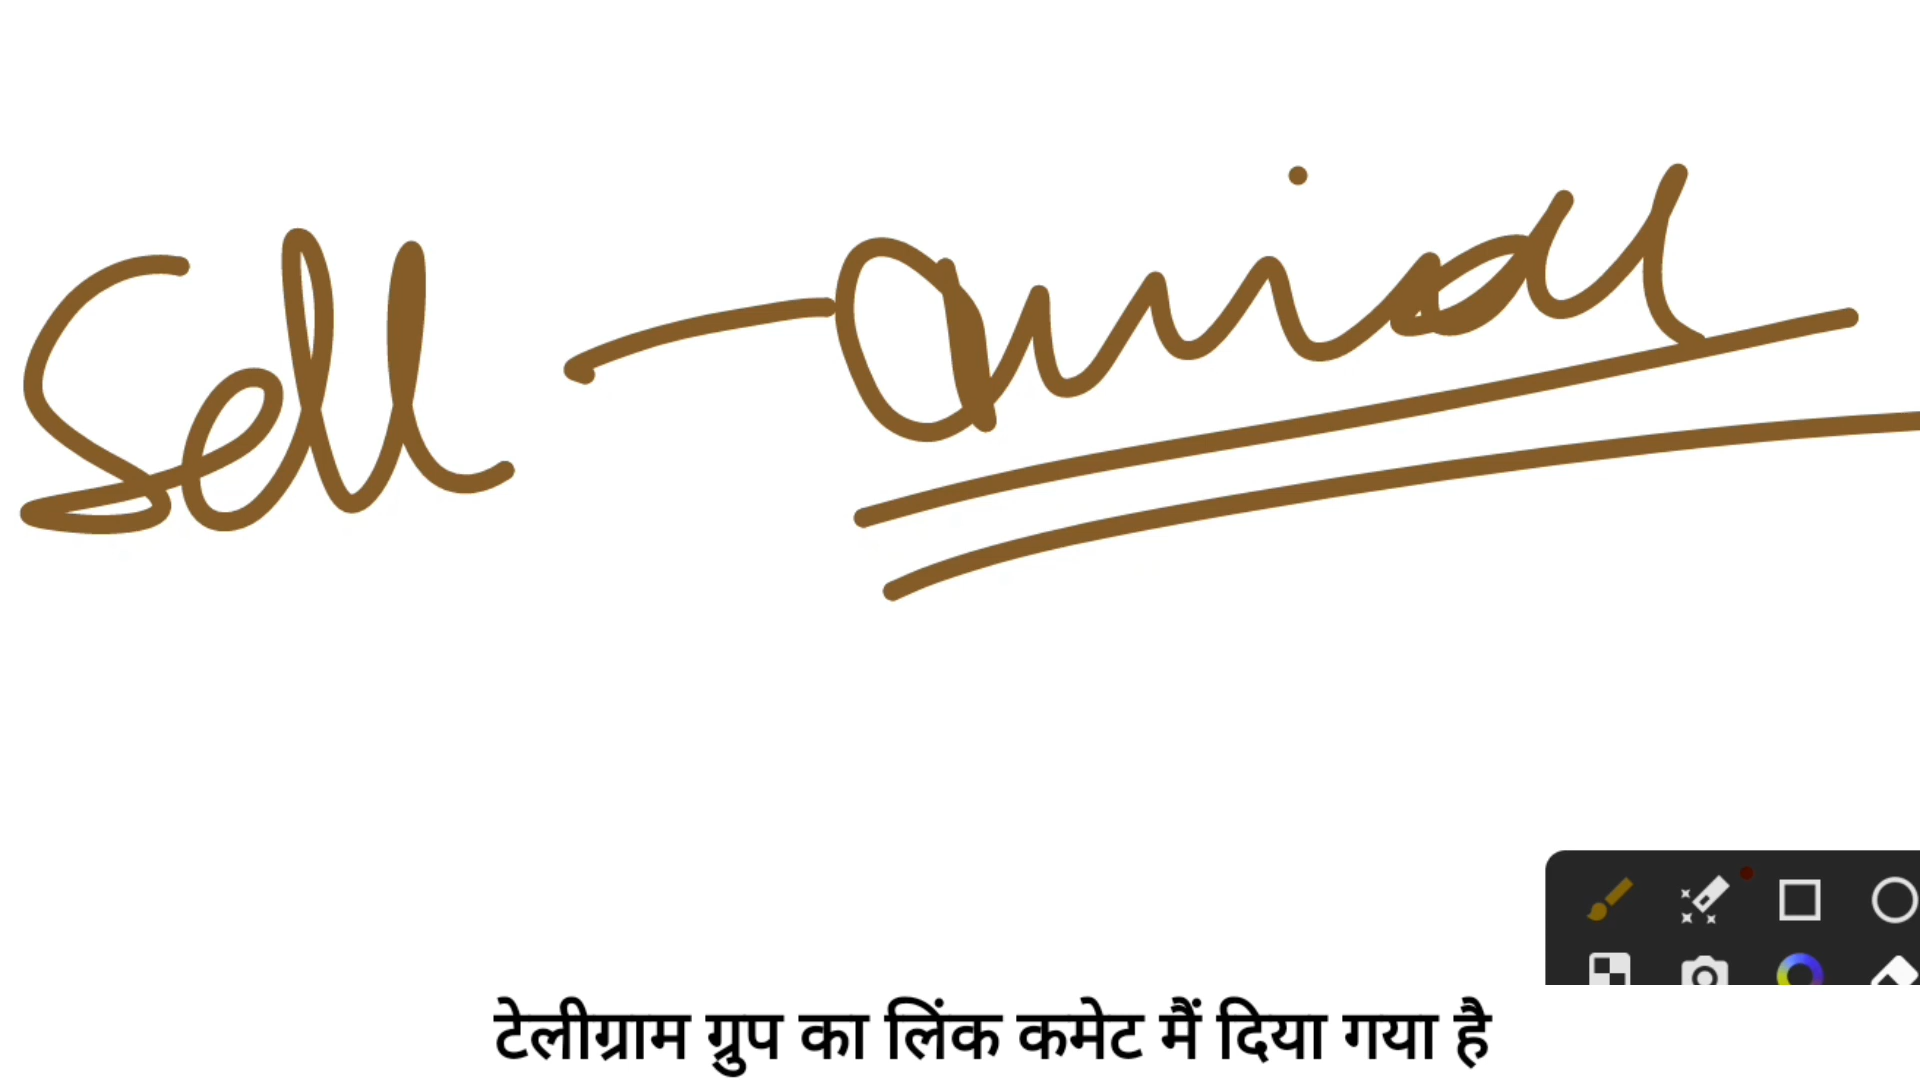 Sell —
टेलीग्राम ग्रुप का लिंक कमेट मैं दिया गया है